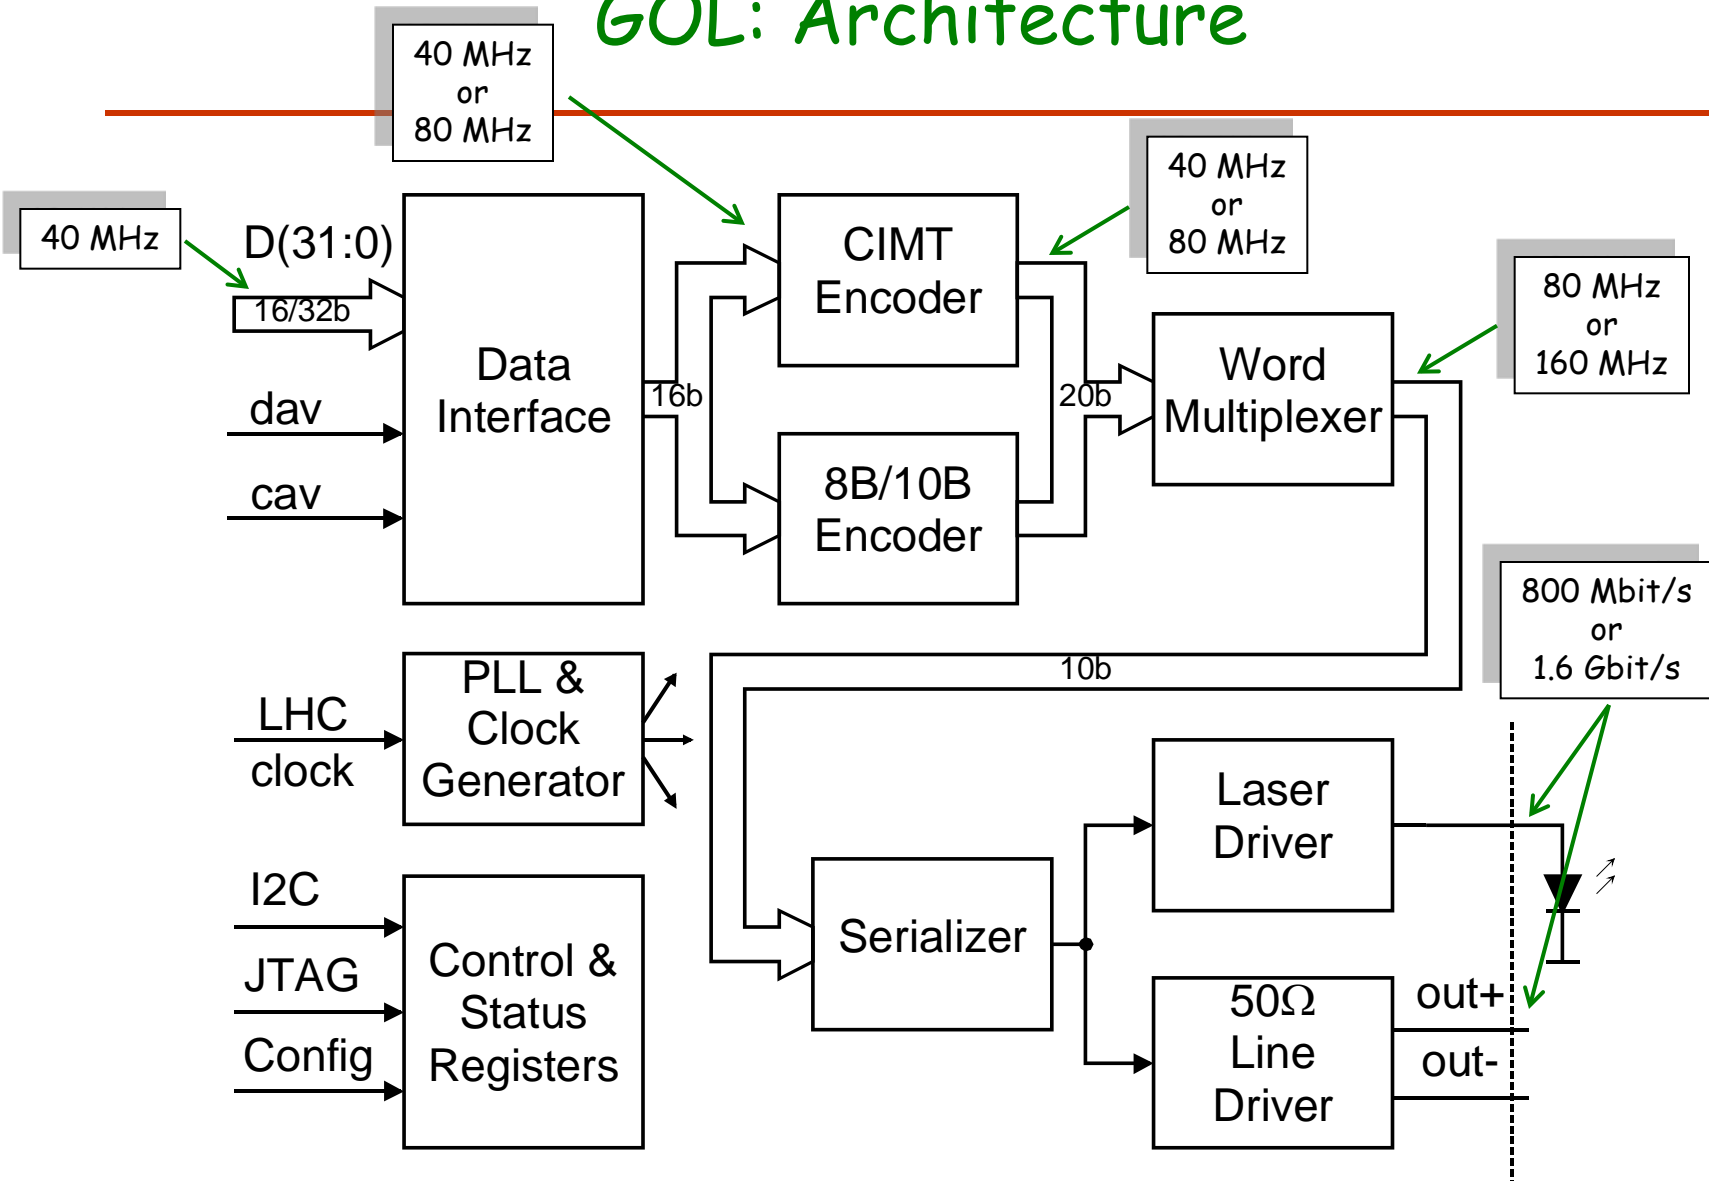 GOL: Architecture
40 MHz
or
80 MHz
40 MHz
or
80 MHz
40 MHz
D(31:0)
16/32b
dav
cav
Data
Interface
16b
CIMT
Encoder
8B/10B
Encoder
20b
Word
Multiplexer
80 MHz
or
160 MHz
800 Mbit/s
or
1.6 Gbit/s
10b
LHC
clock
PLL &
Clock
Generator
I2C
JTAG
Config
Control &
Status
Registers
Serializer
Laser
Driver
50Ω
Line
Driver
out+
out-